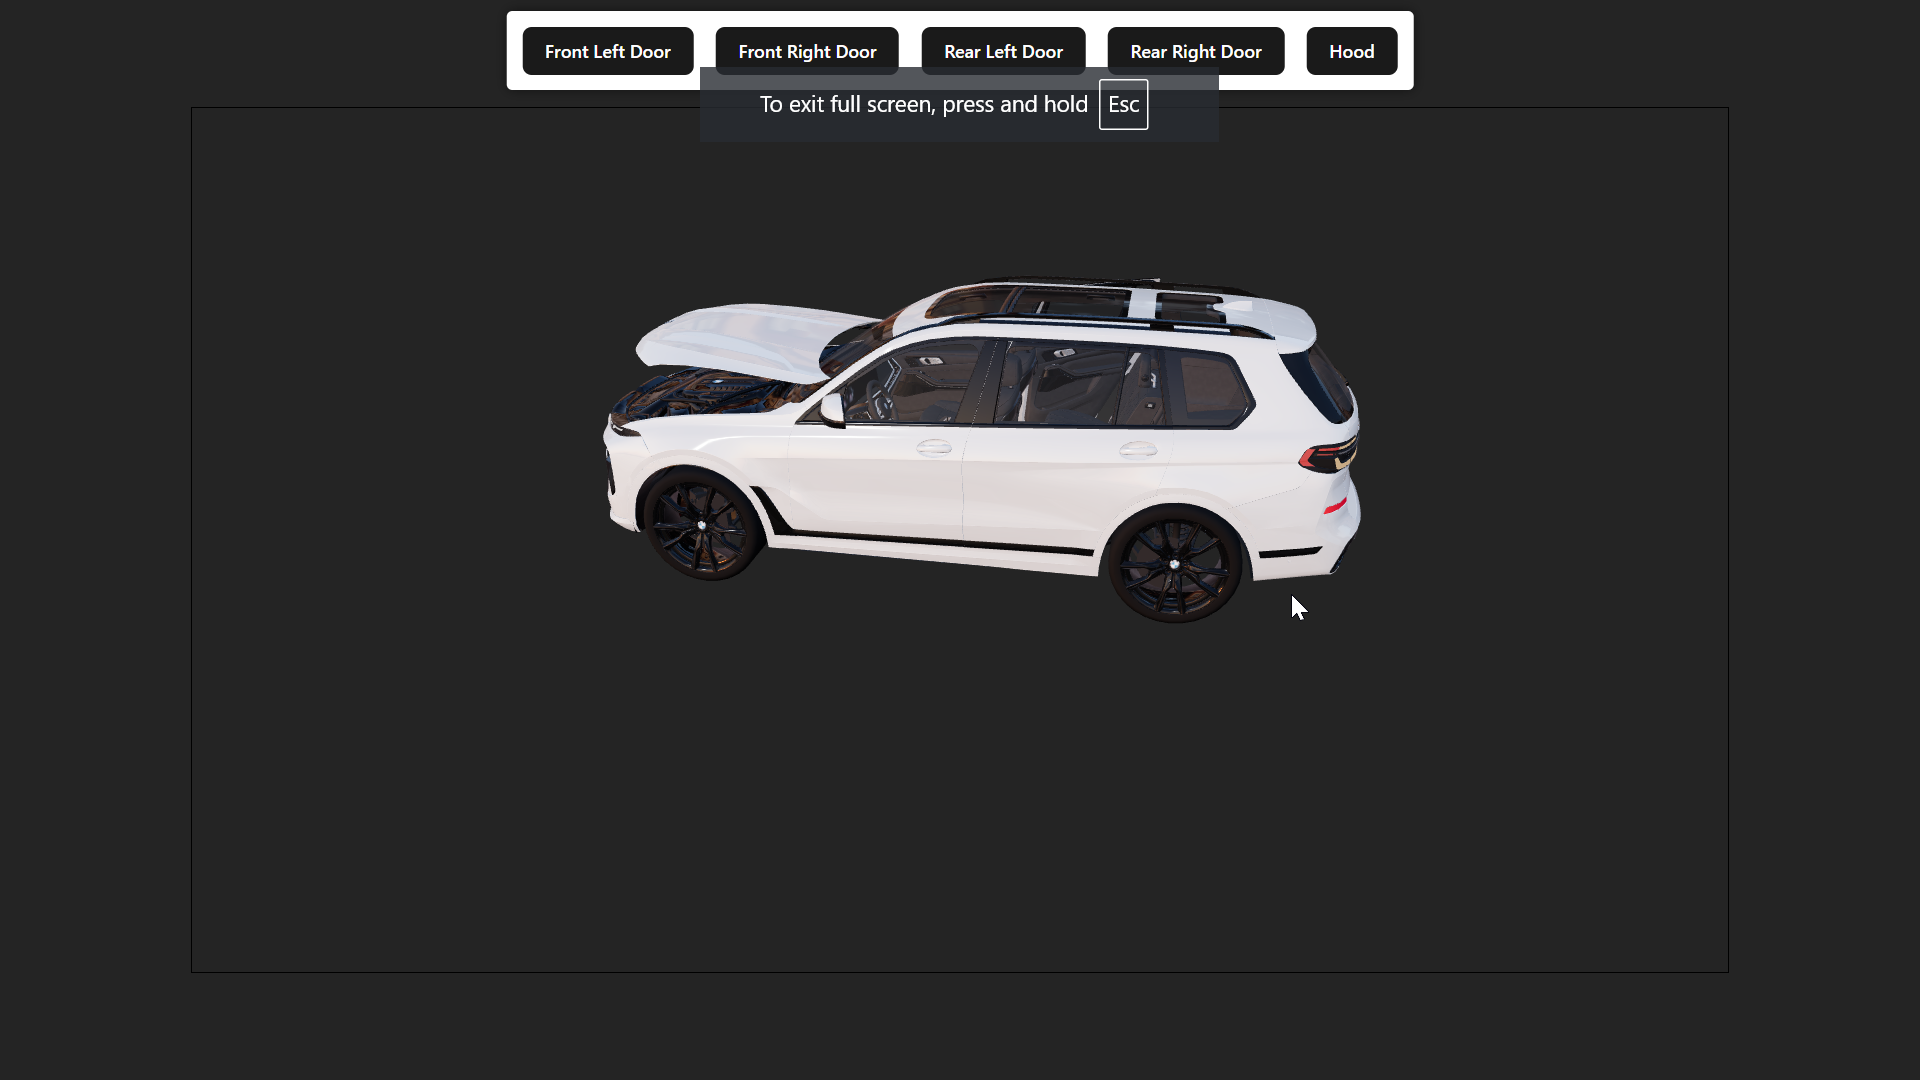 Front Left Door
Front Right Door
Rear Left Door
Rear Right Door
Hood
To exit full screen, press and hold Esc